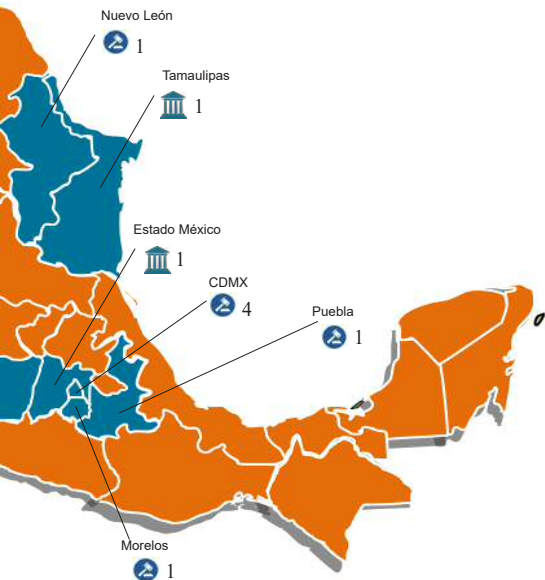 Nuevo León
1
Tamaulipas
1
Estado México
1
CDMX
4
Puebla
1
Morelos
1